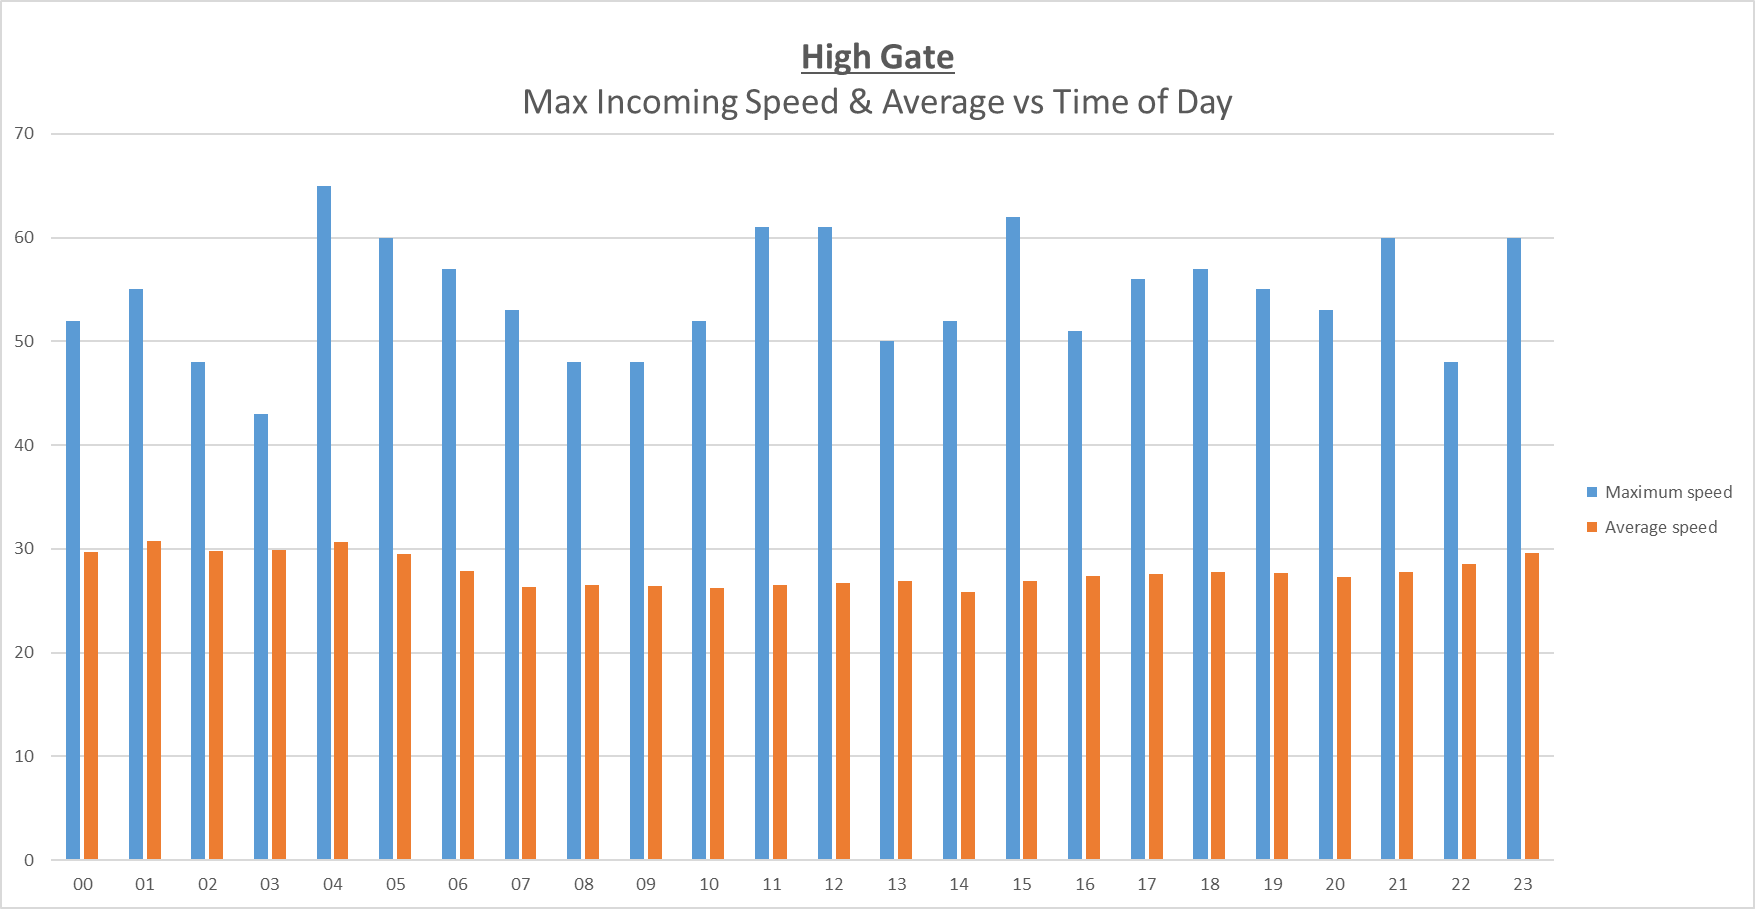 High Gate
Max Incoming Speed & Average vs Time of Day
70
60
50
40
30
20
10
0
00 01 02 03 04 05 06 07 08 09 10 11 12 13 14 15 16 17 18 19 20 21 22 23
Maximum speed
Average speed